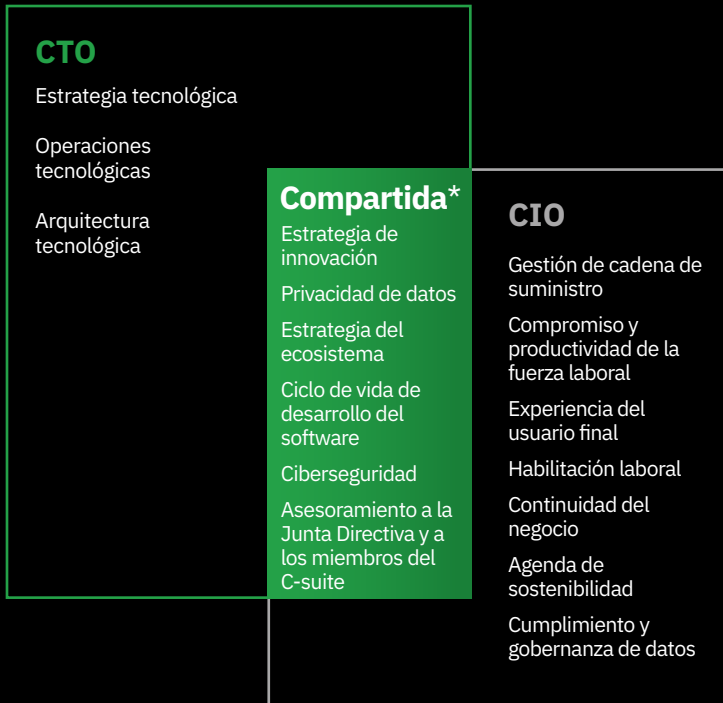 CTO
Estrategia tecnológica
Operaciones
tecnológicas
Arquitectura
tecnológica
Compartida*
Estrategia de
innovación
Privacidad de datos
Estrategia del
ecosistema
Ciclo de vida de
desarrollo del
software
Ciberseguridad
Asesoramiento a la
Junta Directiva y a
los miembros del
C-suite
CIO
Gestión de cadena de
suministro
Compromiso y
productividad de la
fuerza laboral
Experiencia del
usuario final
Habilitación laboral
Continuidad del
negocio
Agenda de
sostenibilidad
Cumplimiento y
gobernanza de datos